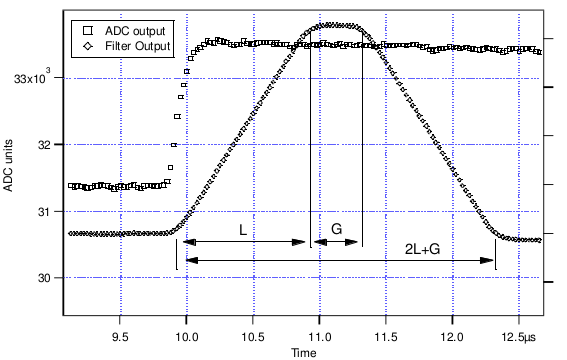 ADC output
Filter Output
33x10³
32
31
30
ADC units
L
G
2L+G
9.5
10.0
10.5
11.0
11.5
12.0
12.5µs
Time